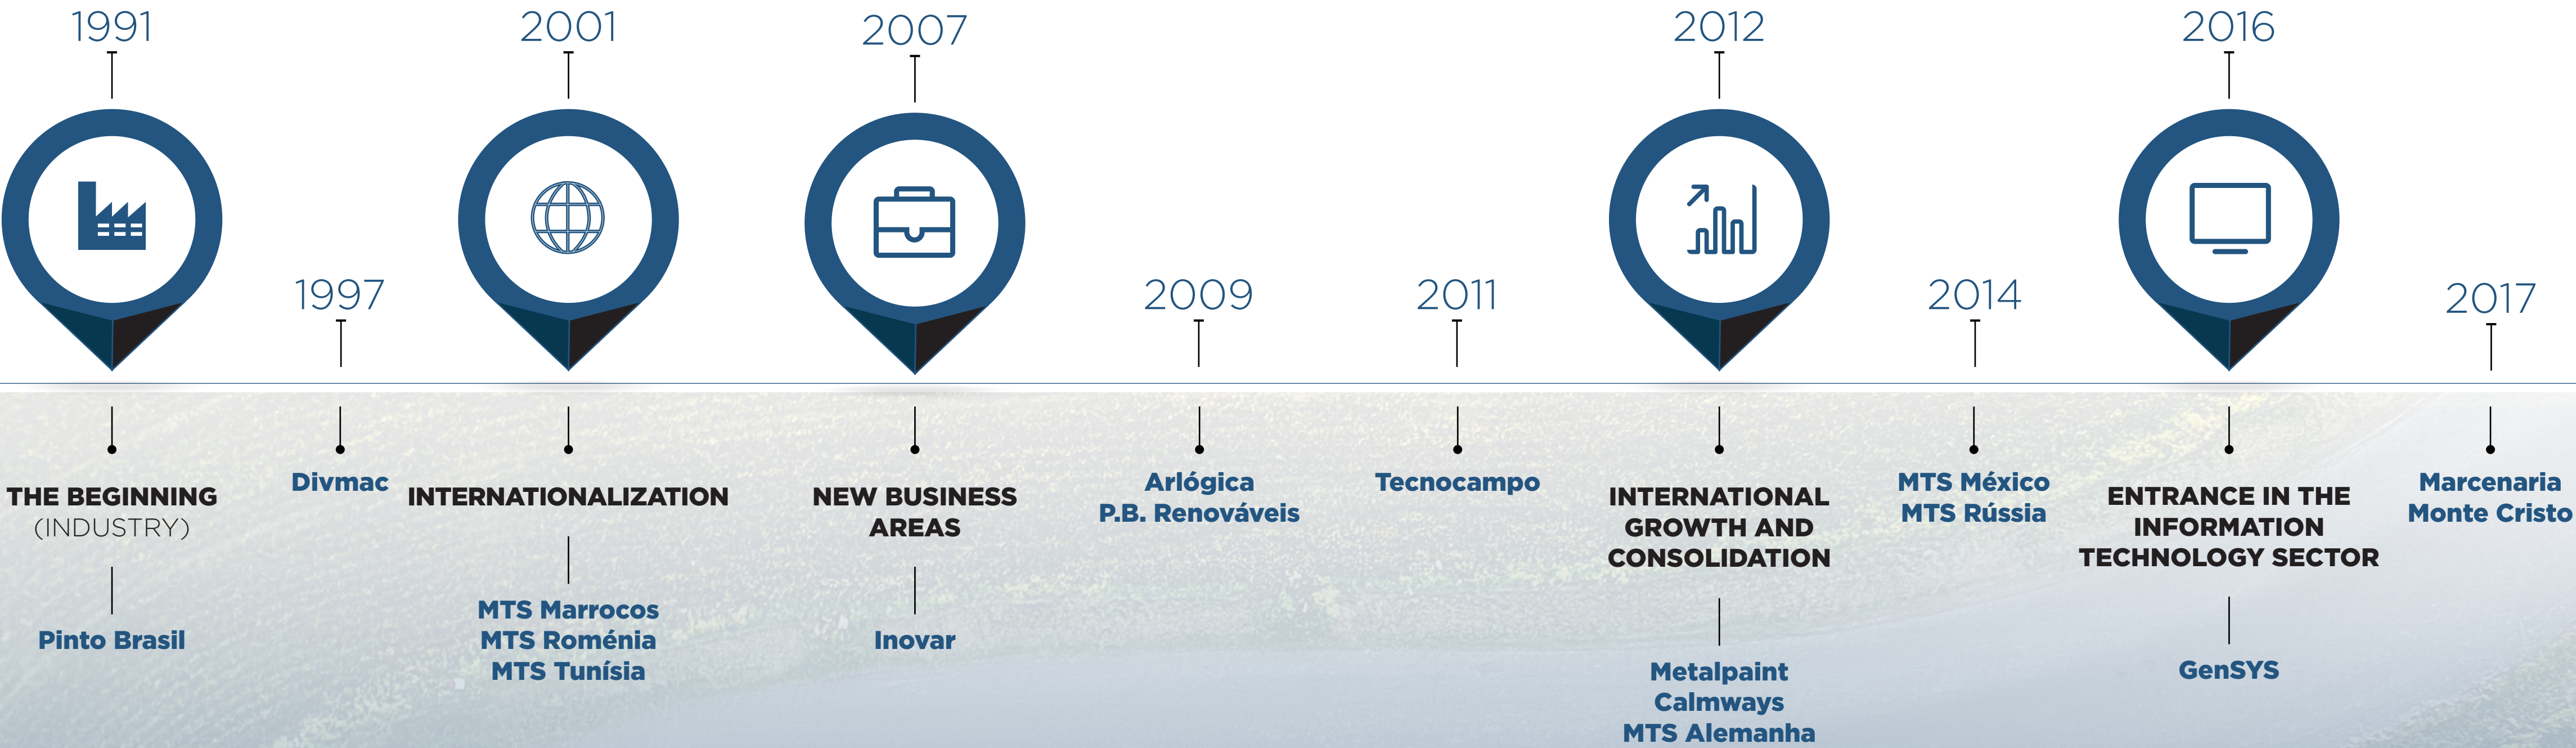 1991
THE BEGINNING
(INDUSTRY)
Pinto Brasil
1997
Divmac
2001
INTERNATIONALIZATION
MTS Marrocos
MTS Roménia
MTS Tunísia
2007
NEW BUSINESS
AREAS
Inovar
2009
Arlógica
P.B. Renováveis
2011
Tecnocampo
2012
INTERNATIONAL
GROWTH AND
CONSOLIDATION
Metalpaint
Calmways
MTS Alemanha
2014
MTS México
MTS Rússia
2016
ENTRANCE IN THE
INFORMATION
TECHNOLOGY SECTOR
GenSYS
2017
Marcenaria
Monte Cristo